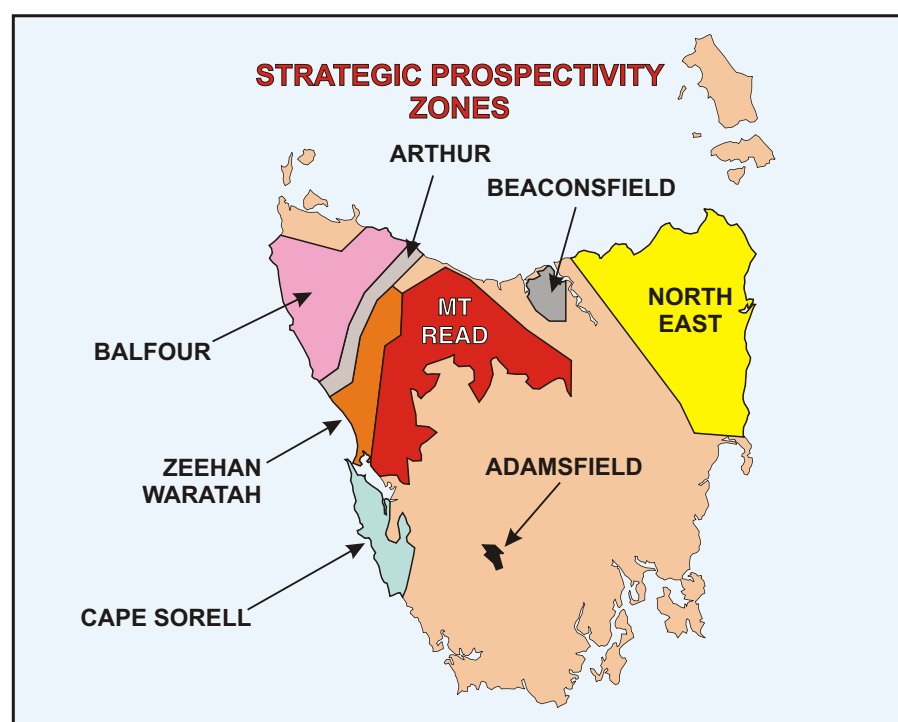 STRATEGIC PROSPECTIVITY
ZONES
ARTHUR
BEACONSFIELD
MT
READ
NORTH
EAST
BALFOUR
ZEEHAN
WARATAH
ADAMSFIELD
CAPE SORELL